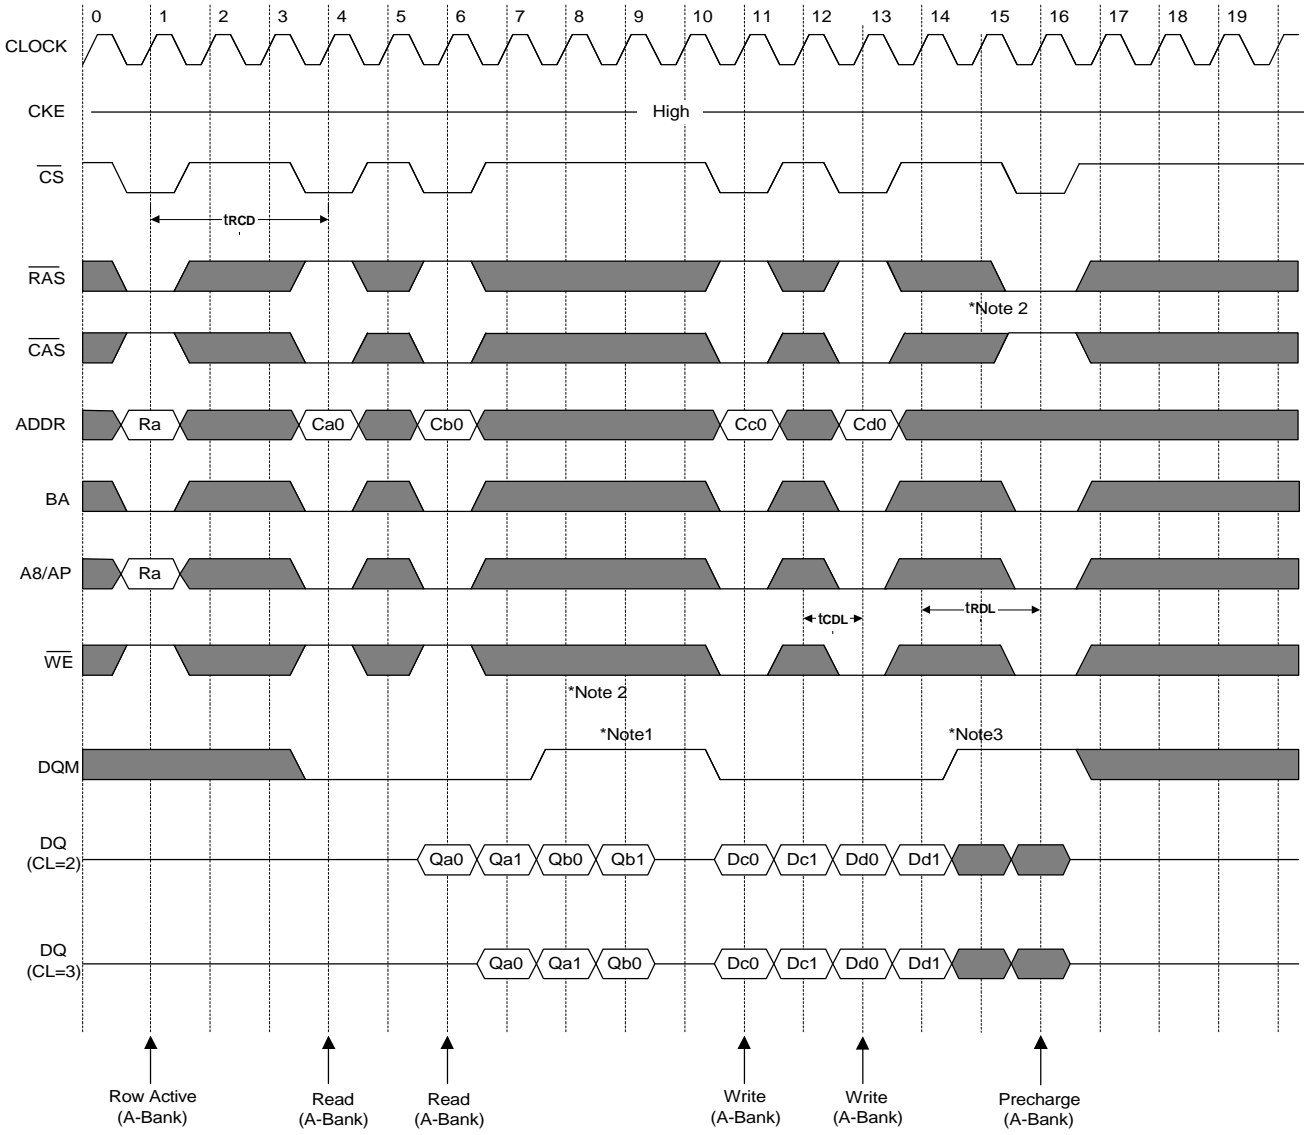 0 1 2 3 4 5 6 7 8 9 10 11 12 13 14 15 16 17 18 19
CLOCK
CKE High
CS
tRCD
RAS
*Note 2
CAS
ADDR Ra Ca0 Cb0 Cc0 Cd0
BA
A8/AP Ra
tCDL tRDL
WE
*Note 2
*Note1 *Note3
DQM
DQ
(CL=2) Qa0 Qa1 Qb0 Qb1 Dc0 Dc1 Dd0 Dd1
DQ
(CL=3) Qa0 Qa1 Qb0 Dc0 Dc1 Dd0 Dd1
Row Active
(A-Bank)
Read
(A-Bank)
Read
(A-Bank)
Write
(A-Bank)
Write
(A-Bank)
Precharge
(A-Bank)